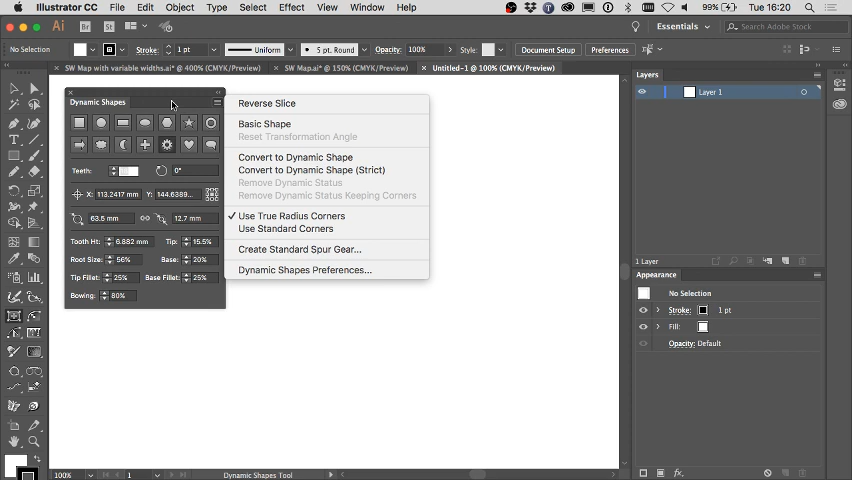 Illustrator CC File Edit Object Type Select Effect View Window Help 99% Tue 16:20
Ai Br St Essentials Search Adobe Stock
No Selection Stroke: 1 pt Uniform 5 pt. Round Opacity: 100% Style: Document Setup Preferences
SW Map with variable widths.ai* @ 400% (CMYK/Preview) SW Map.ai* @ 150% (CMYK/Preview) Untitled-1 @ 100% (CMYK/Preview)
Dynamic Shapes
Teeth: 0°
X: 113.2417 mm Y: 144.6389...
63.5 mm 12.7 mm
Tooth Ht: 6.882 mm Tip: 15.5%
Root Size: 56% Base: 20%
Tip Fillet: 25% Base Fillet: 25%
Bowing: 80%
Reverse Slice
Basic Shape
Reset Transformation Angle
Convert to Dynamic Shape
Convert to Dynamic Shape (Strict)
Remove Dynamic Status
Remove Dynamic Status Keeping Corners
✓ Use True Radius Corners
Use Standard Corners
Create Standard Spur Gear...
Dynamic Shapes Preferences...
Layers
Layer 1
1 Layer
Appearance
No Selection
Stroke: 1 pt
Fill:
Opacity: Default
fx
100% 1 Dynamic Shapes Tool